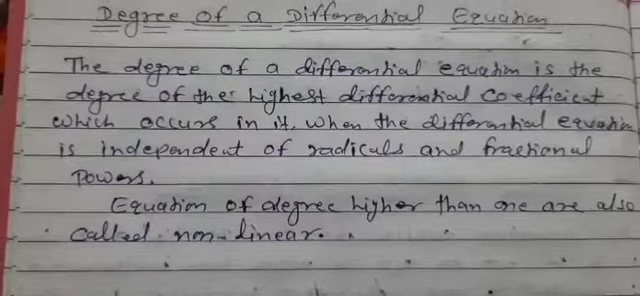 Degree of a Differential Equation
The degree of a differential equation is the
degree of the highest differential coefficient
which occurs in it, when the differential equation
is independent of radicals and fractional
powers.
Equation of degree higher than one are also
called non-linear.